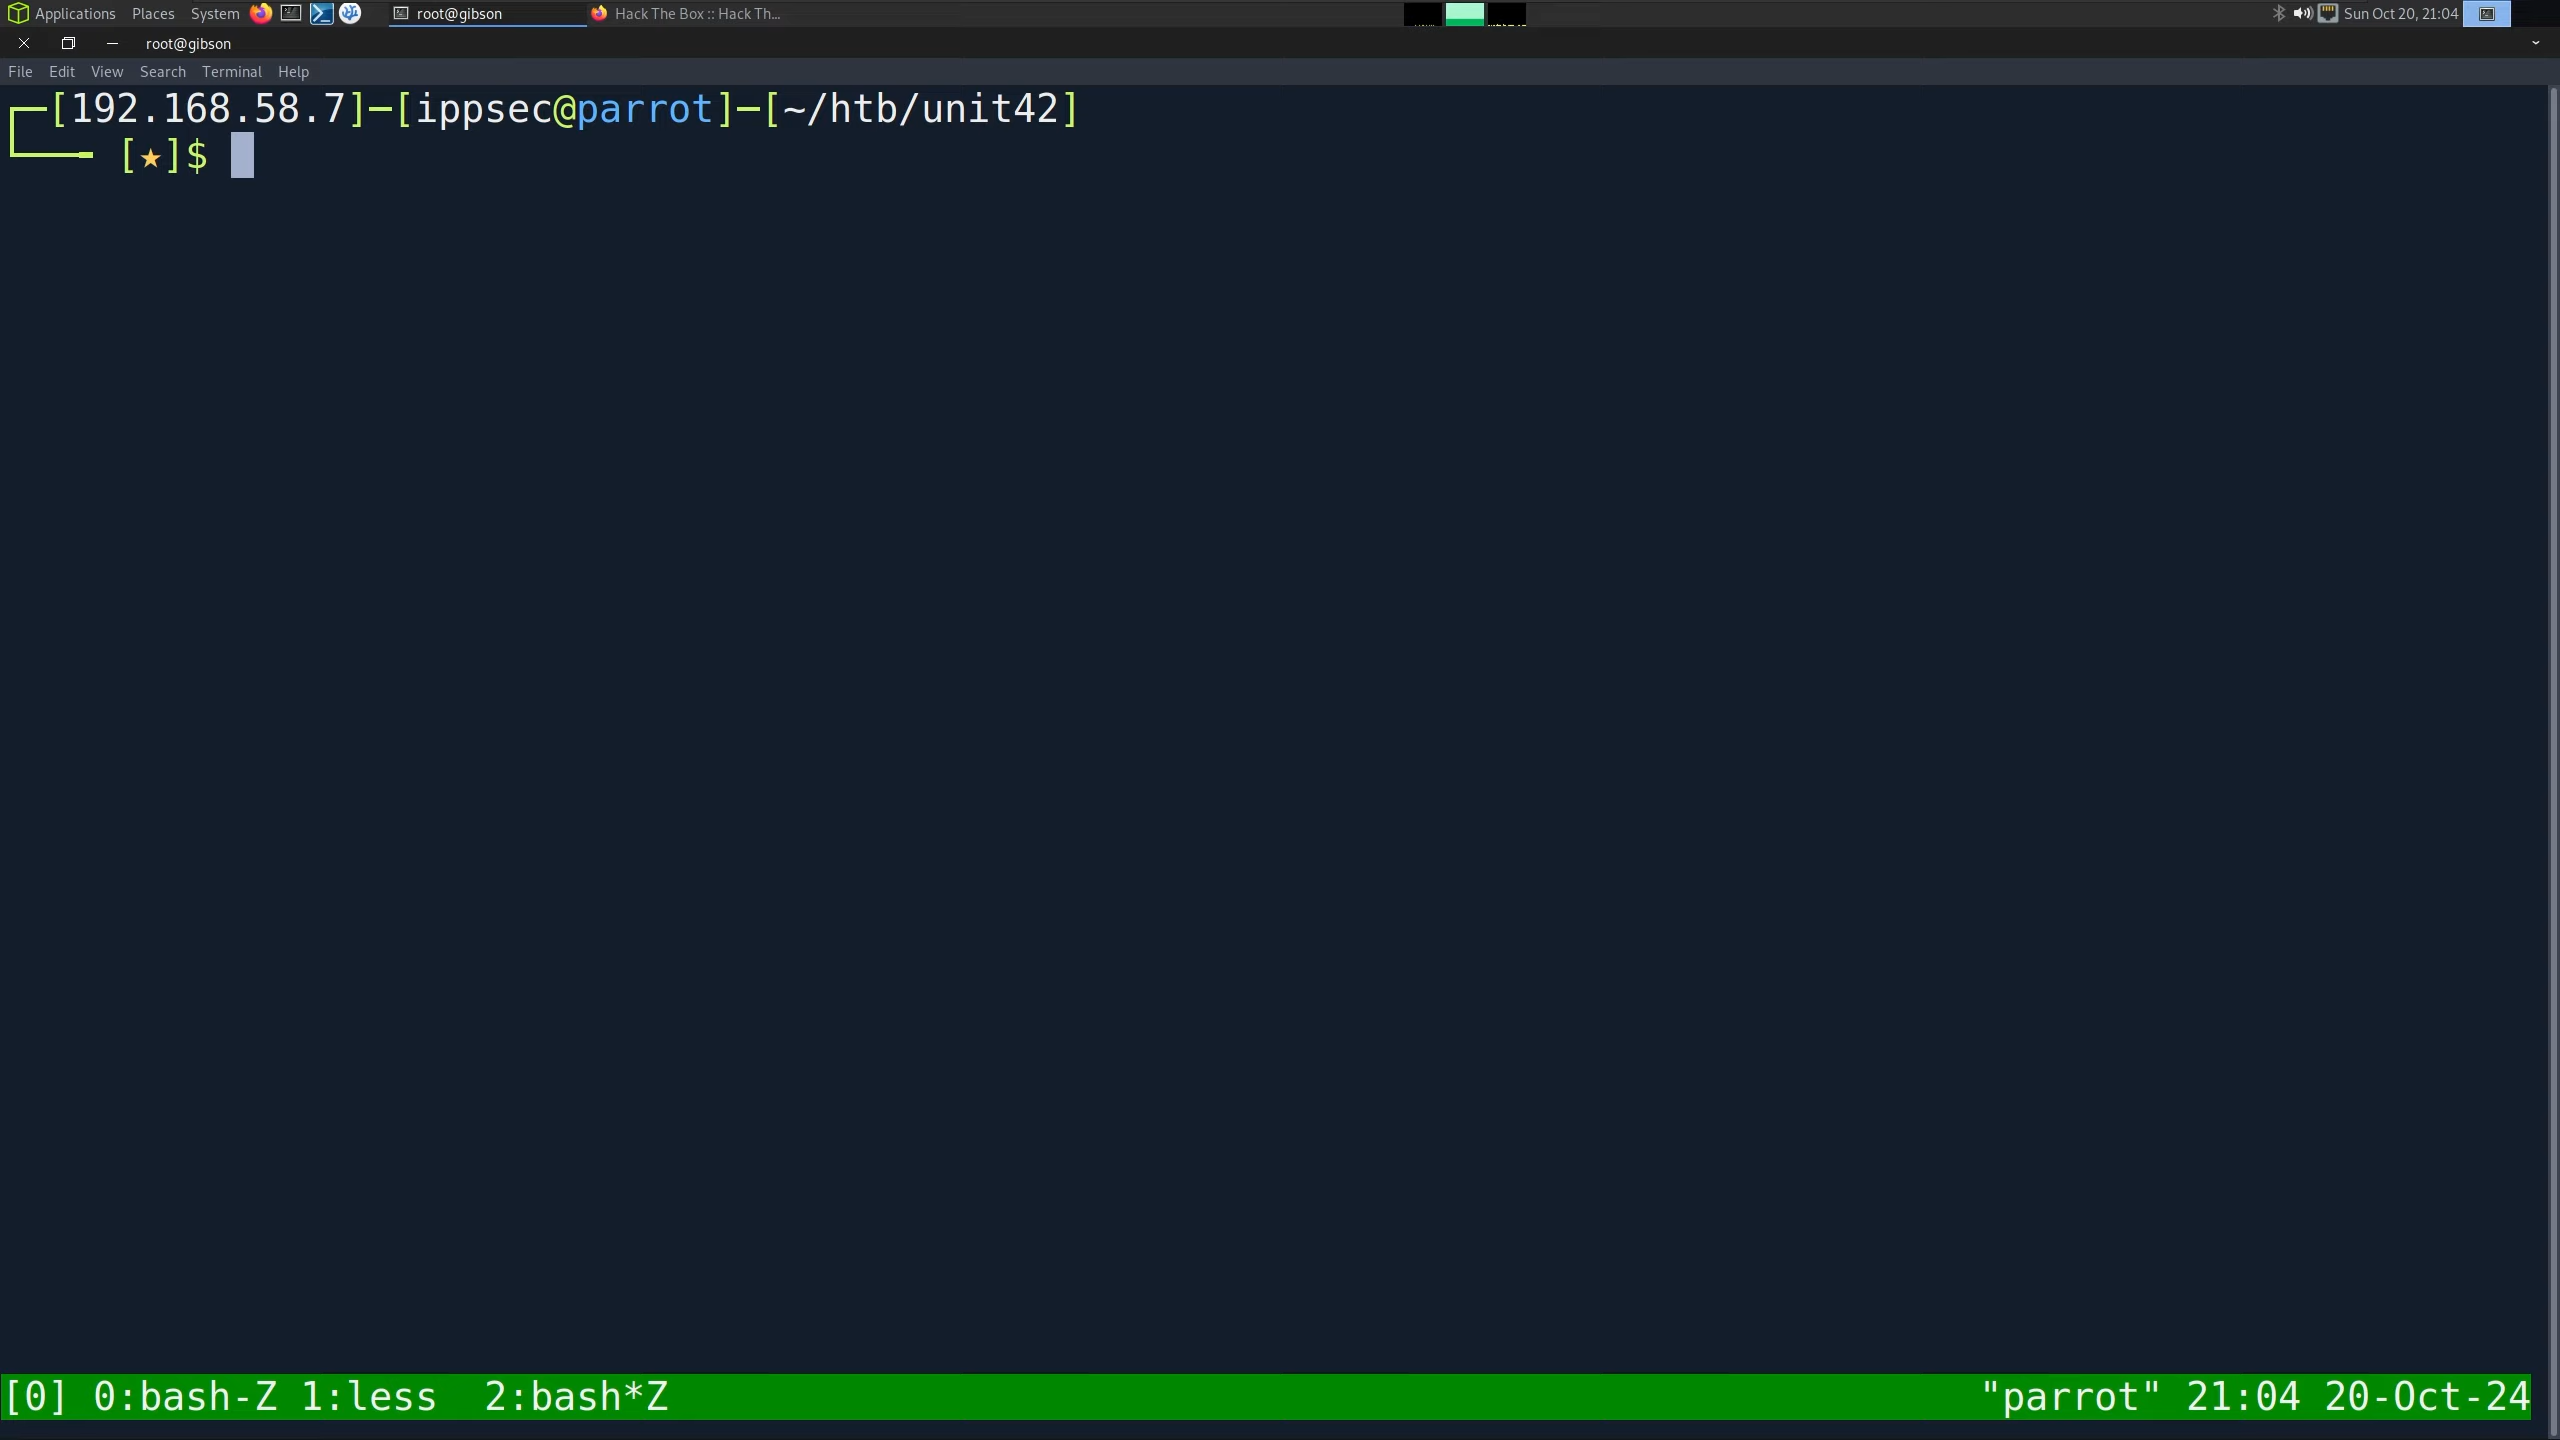 Applications Places System root@gibson Hack The Box :: Hack Th... Sun Oct 20, 21:04
root@gibson
File Edit View Search Terminal Help
┌─[192.168.58.7]─[ippsec@parrot]─[~/htb/unit42]
└──╼ [★]$
[0] 0:bash-Z 1:less  2:bash*Z "parrot" 21:04 20-Oct-24